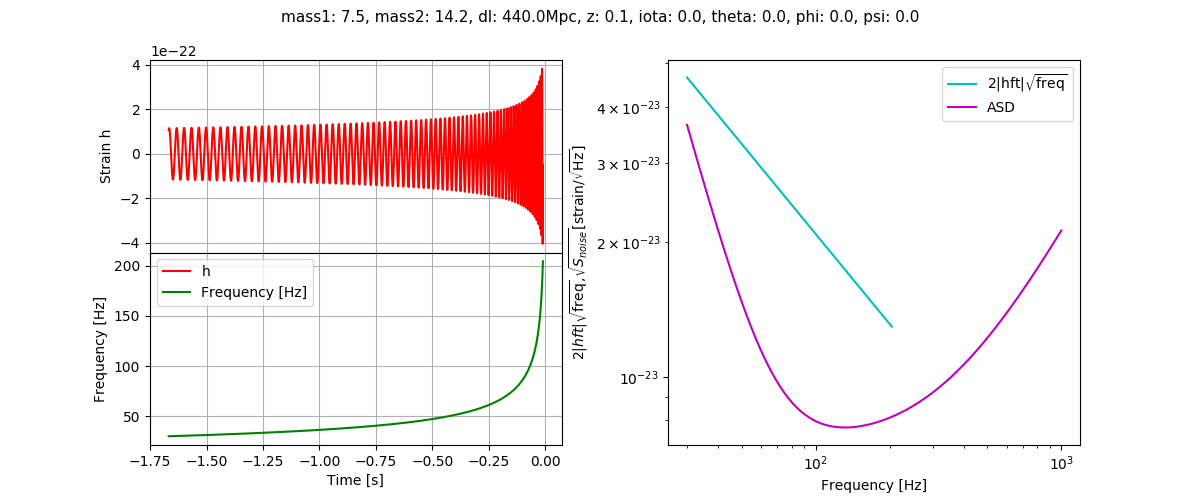 mass1: 7.5, mass2: 14.2, dl: 440.0Mpc, z: 0.1, iota: 0.0, theta: 0.0, phi: 0.0, psi: 0.0
1e−22
4
2
0
−2
−4
Strain h
200
150
100
50
Frequency [Hz]
h
Frequency [Hz]
−1.75 −1.50 −1.25 −1.00 −0.75 −0.50 −0.25 0.00
Time [s]
2|hft|√freq, √S_noise [strain/√Hz]
4 × 10⁻²³
3 × 10⁻²³
2 × 10⁻²³
10⁻²³
2|hft|√freq
ASD
10² 10³
Frequency [Hz]